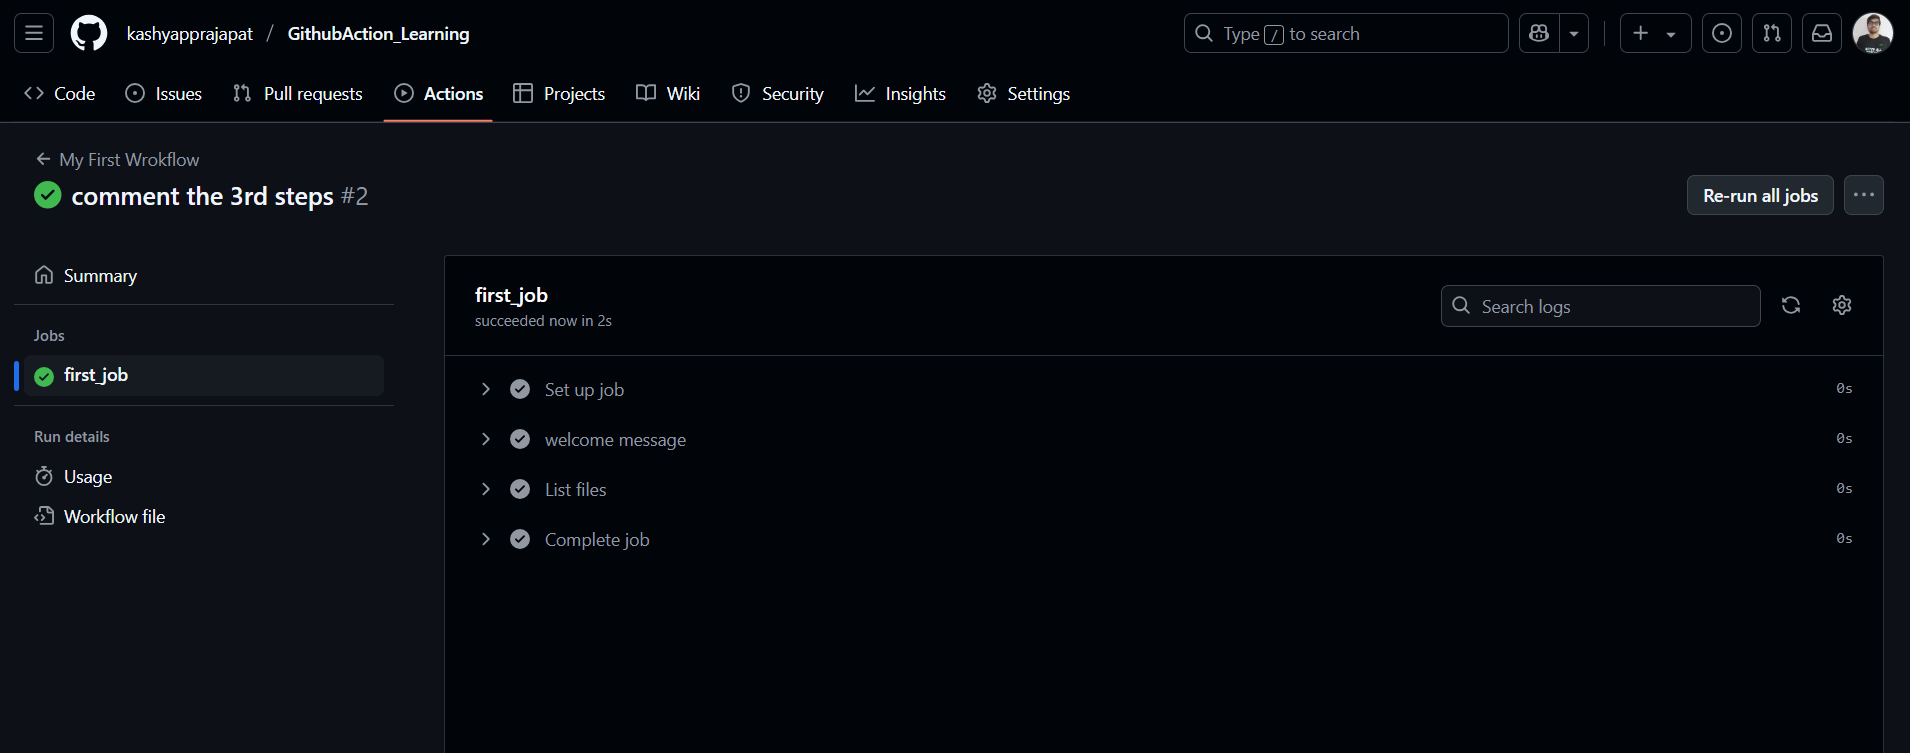 kashyapprajapat / GithubAction_Learning
Type / to search
Code Issues Pull requests Actions Projects Wiki Security Insights Settings
My First Wrokflow
comment the 3rd steps #2
Re-run all jobs
Summary
Jobs
first_job
Run details
Usage
Workflow file
first_job
succeeded now in 2s
Search logs
Set up job 0s
welcome message 0s
List files 0s
Complete job 0s